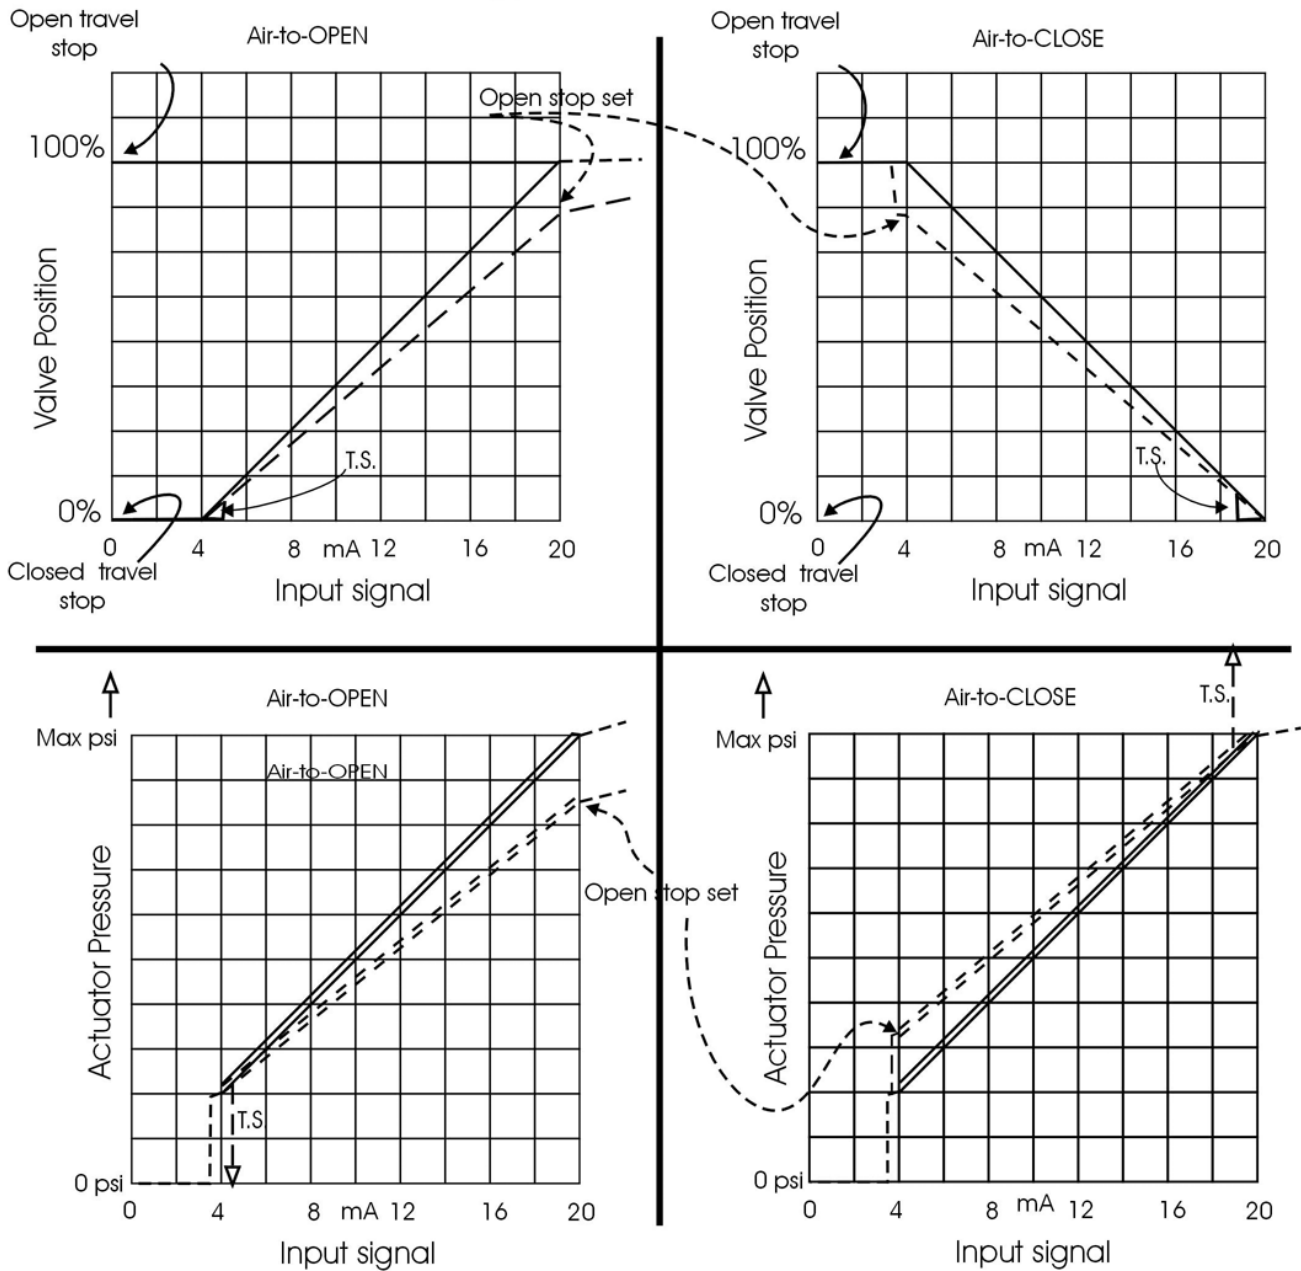 Open travel
stop
Air-to-OPEN
Open stop set
100%
Valve Position
T.S.
0%
0 4 8 mA 12 16 20
Closed travel
stop
Input signal
Open travel
stop
Air-to-CLOSE
100%
Valve Position
T.S.
0%
0 4 8 mA 12 16 20
Closed travel
stop
Input signal
Air-to-OPEN
Max psi
Air-to-OPEN
Actuator Pressure
Open stop set
T.S.
0 psi
0 4 8 mA 12 16 20
Input signal
Air-to-CLOSE
T.S.
Max psi
Actuator Pressure
0 psi
0 4 8 mA 12 16 20
Input signal